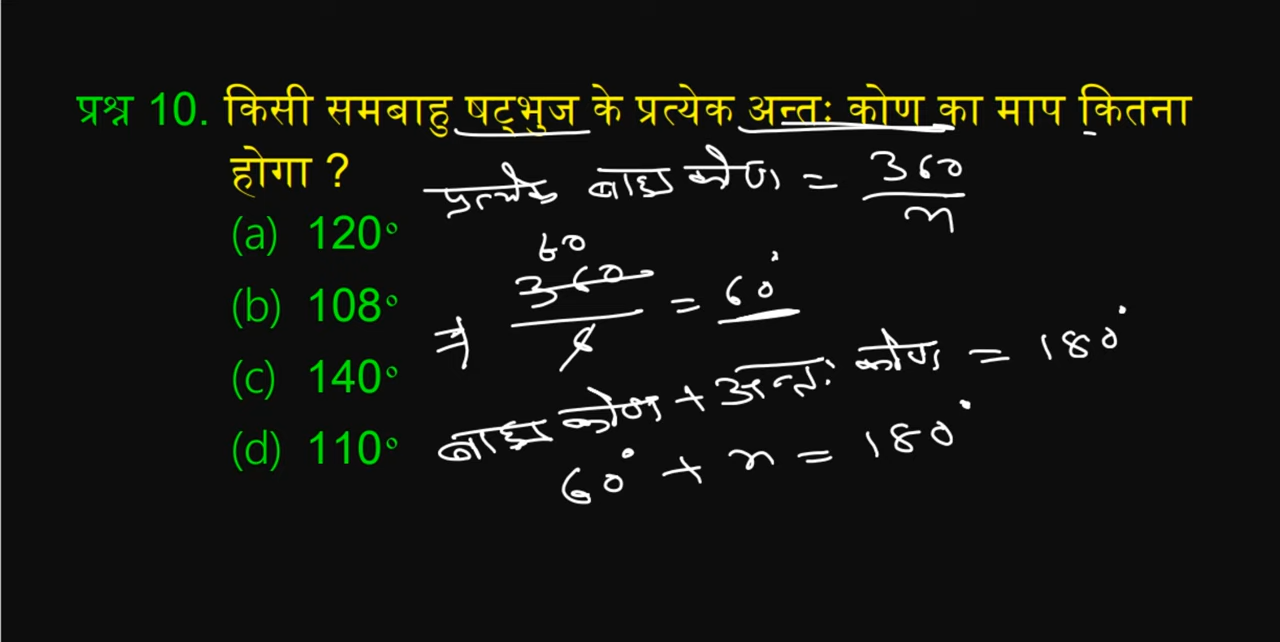 प्रश्न 10. किसी समबाहु षट्भुज के प्रत्येक अन्तः कोण का माप कितना
होगा ?
प्रत्येक बाह्य कोण = 360/n
(a) 120°
60
⇒ 360/6 = 60°
(b) 108°
बाह्य कोण + अन्तः कोण = 180°
(c) 140°
60° + n = 180°
(d) 110°